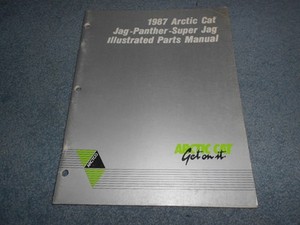 1987 Arctic Cat
Jag-Panther-Super Jag
Illustrated Parts Manual
ARCTIC CAT
Get on it